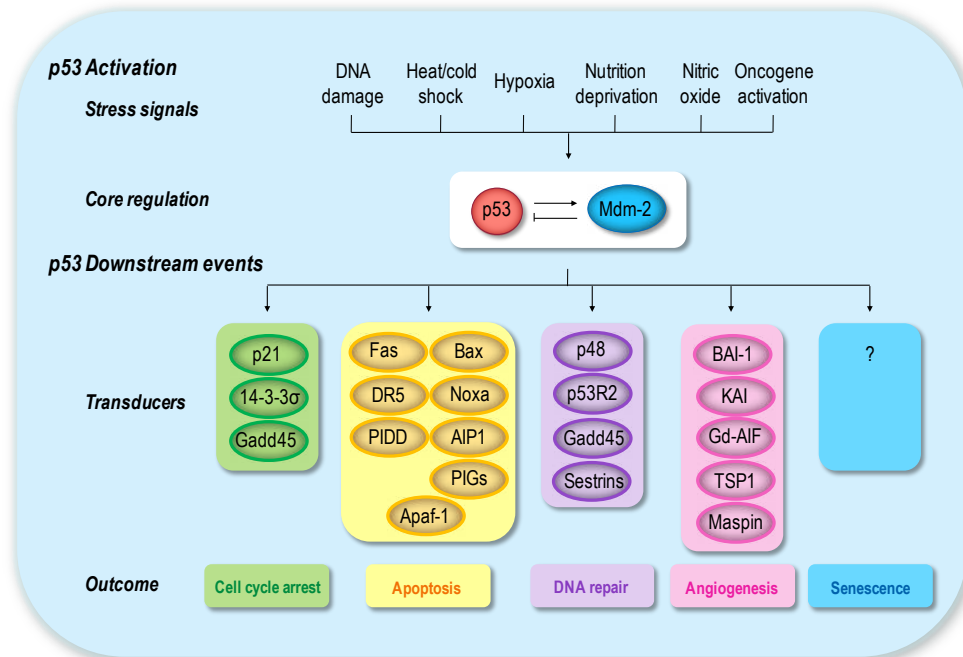 p53 Activation
Stress signals
DNA
damage
Heat/cold
shock
Hypoxia
Nutrition
deprivation
Nitric
oxide
Oncogene
activation
Core regulation
p53
Mdm-2
p53 Downstream events
Transducers
p21
14-3-3σ
Gadd45
Fas
Bax
DR5
Noxa
PIDD
AIP1
PIGs
Apaf-1
p48
p53R2
Gadd45
Sestrins
BAI-1
KAI
Gd-AIF
TSP1
Maspin
?
Outcome
Cell cycle arrest
Apoptosis
DNA repair
Angiogenesis
Senescence